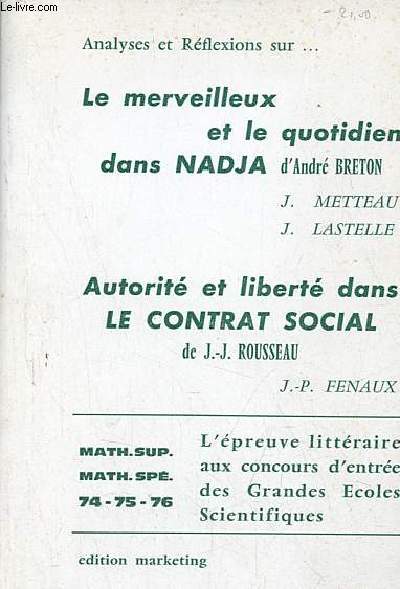 Le-livre.com
- 21,00
Analyses et Réflexions sur ...
Le merveilleux
et le quotidien
dans NADJA d'André BRETON
J. METTEAU
J. LASTELLE
Autorité et liberté dans
LE CONTRAT SOCIAL
de J.-J. ROUSSEAU
J.-P. FENAUX
MATH.SUP.
MATH.SPÉ.
74-75-76
L'épreuve littéraire
aux concours d'entrée
des Grandes Ecoles
Scientifiques
edition marketing